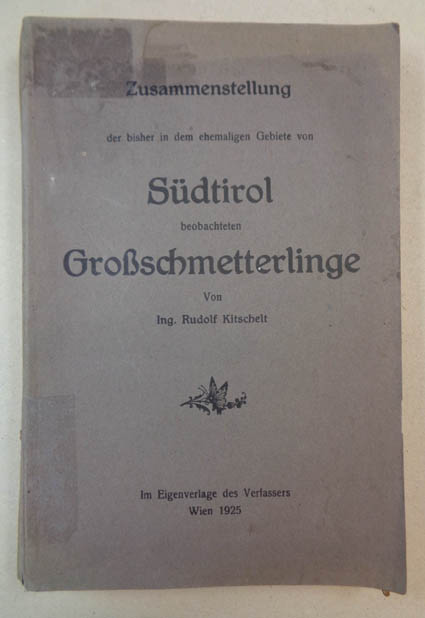 Zusammenstellung
der bisher in dem ehemaligen Gebiete von
Südtirol
beobachteten
Großschmetterlinge
Von
Ing. Rudolf Kitschelt
Im Eigenverlage des Verfassers
Wien 1925